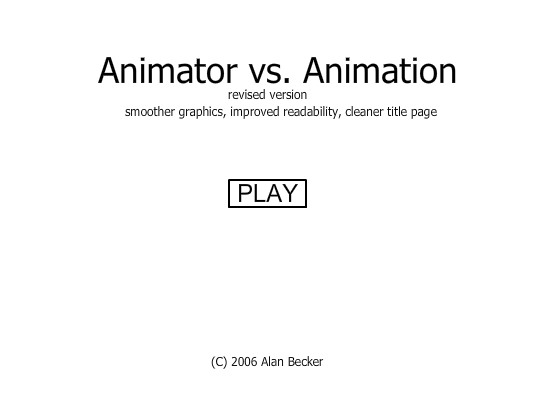 Animator vs. Animation
revised version
smoother graphics, improved readability, cleaner title page
PLAY
(C) 2006 Alan Becker